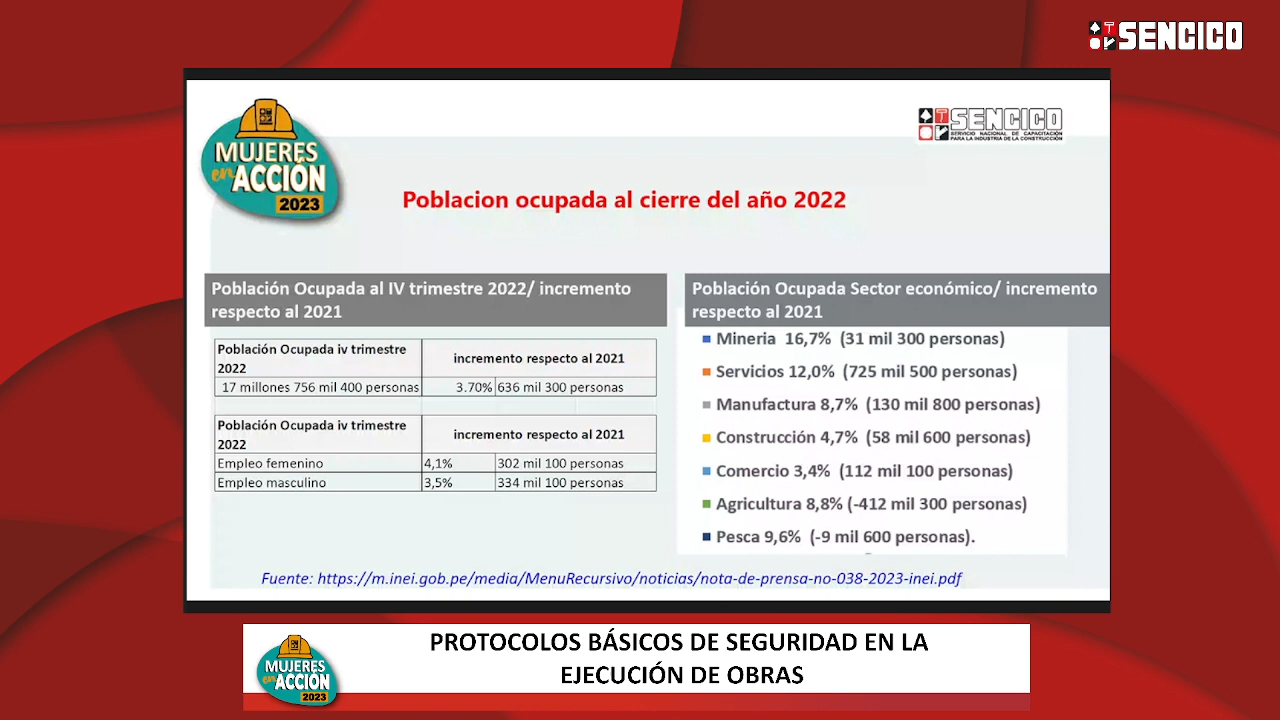 SENCICO
MUJERES
en ACCIÓN
2023
SENCICO
SERVICIO NACIONAL DE CAPACITACIÓN
PARA LA INDUSTRIA DE LA CONSTRUCCIÓN
Poblacion ocupada al cierre del año 2022
Población Ocupada al IV trimestre 2022/ incremento
respecto al 2021
Población Ocupada iv trimestre
2022
incremento respecto al 2021
17 millones 756 mil 400 personas 3.70% 636 mil 300 personas
Población Ocupada iv trimestre
2022
incremento respecto al 2021
Empleo femenino 4,1% 302 mil 100 personas
Empleo masculino 3,5% 334 mil 100 personas
Población Ocupada Sector económico/ incremento
respecto al 2021
Mineria 16,7% (31 mil 300 personas)
Servicios 12,0% (725 mil 500 personas)
Manufactura 8,7% (130 mil 800 personas)
Construcción 4,7% (58 mil 600 personas)
Comercio 3,4% (112 mil 100 personas)
Agricultura 8,8% (-412 mil 300 personas)
Pesca 9,6% (-9 mil 600 personas).
Fuente: https://m.inei.gob.pe/media/MenuRecursivo/noticias/nota-de-prensa-no-038-2023-inei.pdf
MUJERES
en ACCIÓN
2023
PROTOCOLOS BÁSICOS DE SEGURIDAD EN LA
EJECUCIÓN DE OBRAS